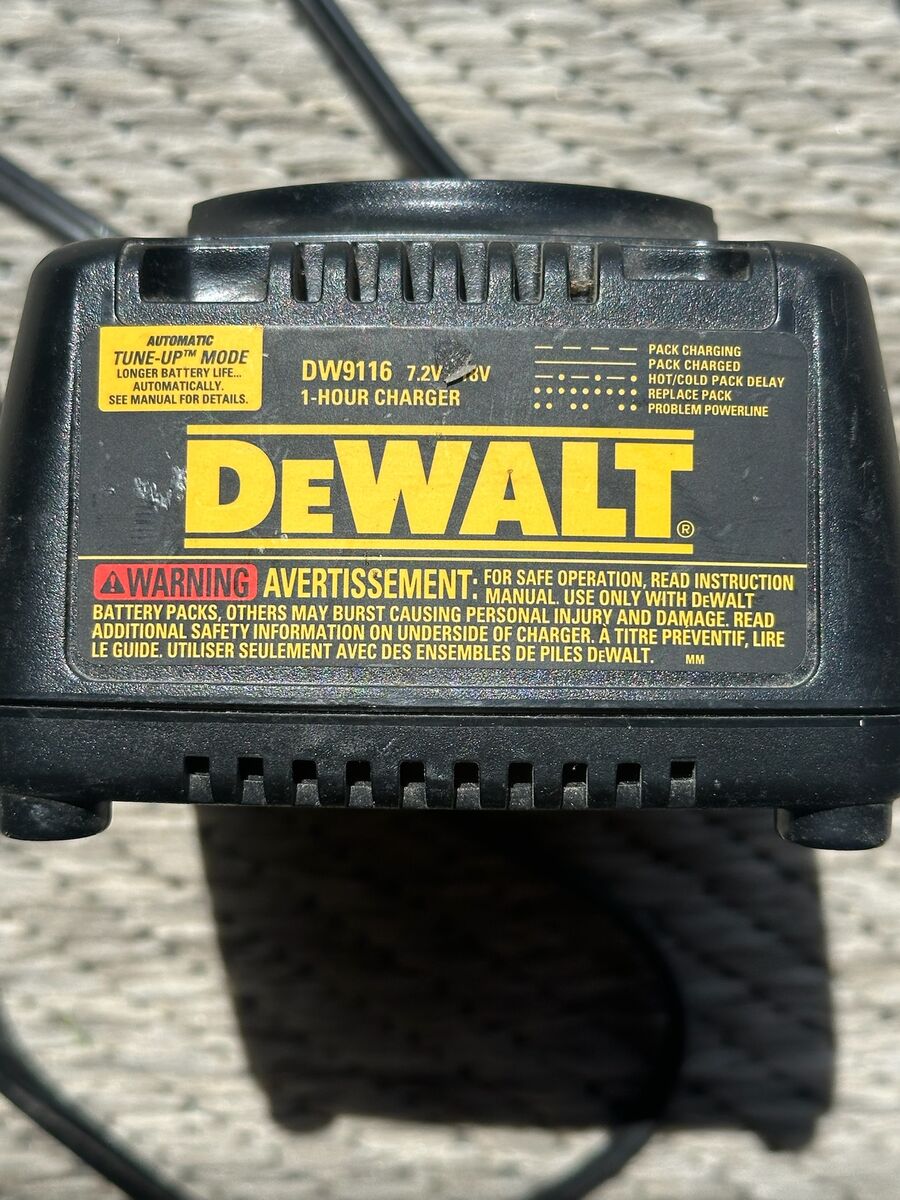 AUTOMATIC
TUNE-UP™ MODE
LONGER BATTERY LIFE...
AUTOMATICALLY.
SEE MANUAL FOR DETAILS.
DW9116 7.2V 18V
1-HOUR CHARGER
PACK CHARGING
PACK CHARGED
HOT/COLD PACK DELAY
REPLACE PACK
PROBLEM POWERLINE
DEWALT®
WARNING AVERTISSEMENT: FOR SAFE OPERATION, READ INSTRUCTION
MANUAL. USE ONLY WITH DEWALT
BATTERY PACKS, OTHERS MAY BURST CAUSING PERSONAL INJURY AND DAMAGE. READ
ADDITIONAL SAFETY INFORMATION ON UNDERSIDE OF CHARGER. À TITRE PREVENTIF, LIRE
LE GUIDE. UTILISER SEULEMENT AVEC DES ENSEMBLES DE PILES DEWALT. MM